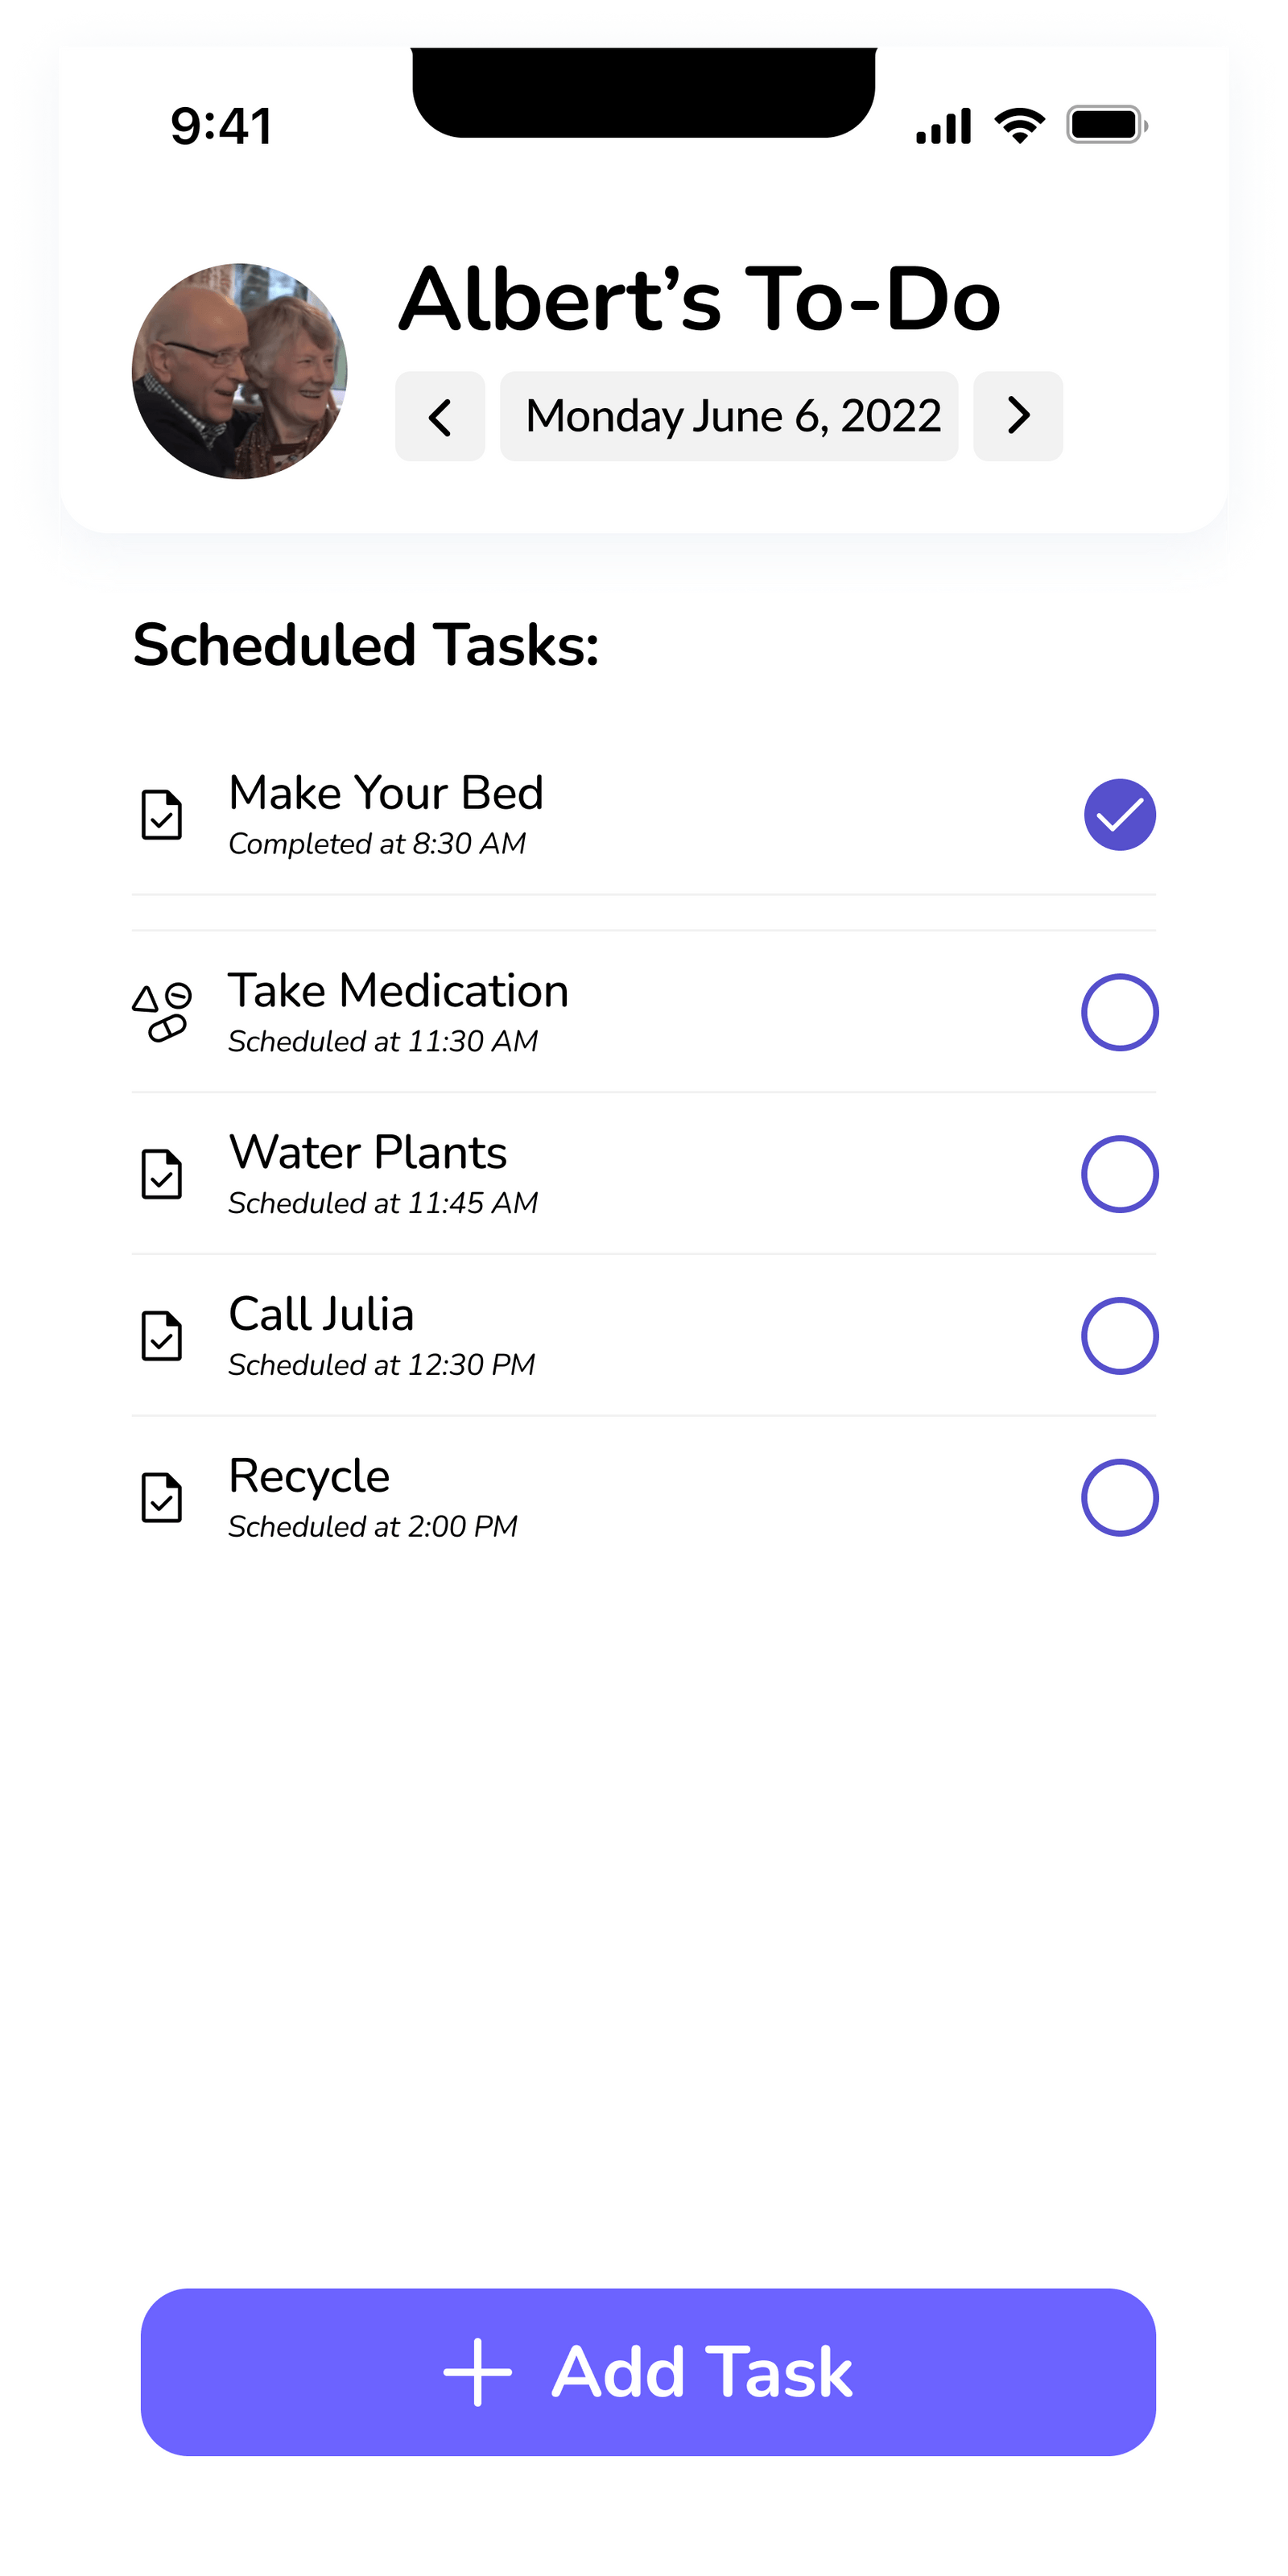 9:41
Albert’s To-Do
Monday June 6, 2022
Scheduled Tasks:
Make Your Bed
Completed at 8:30 AM
Take Medication
Scheduled at 11:30 AM
Water Plants
Scheduled at 11:45 AM
Call Julia
Scheduled at 12:30 PM
Recycle
Scheduled at 2:00 PM
Add Task